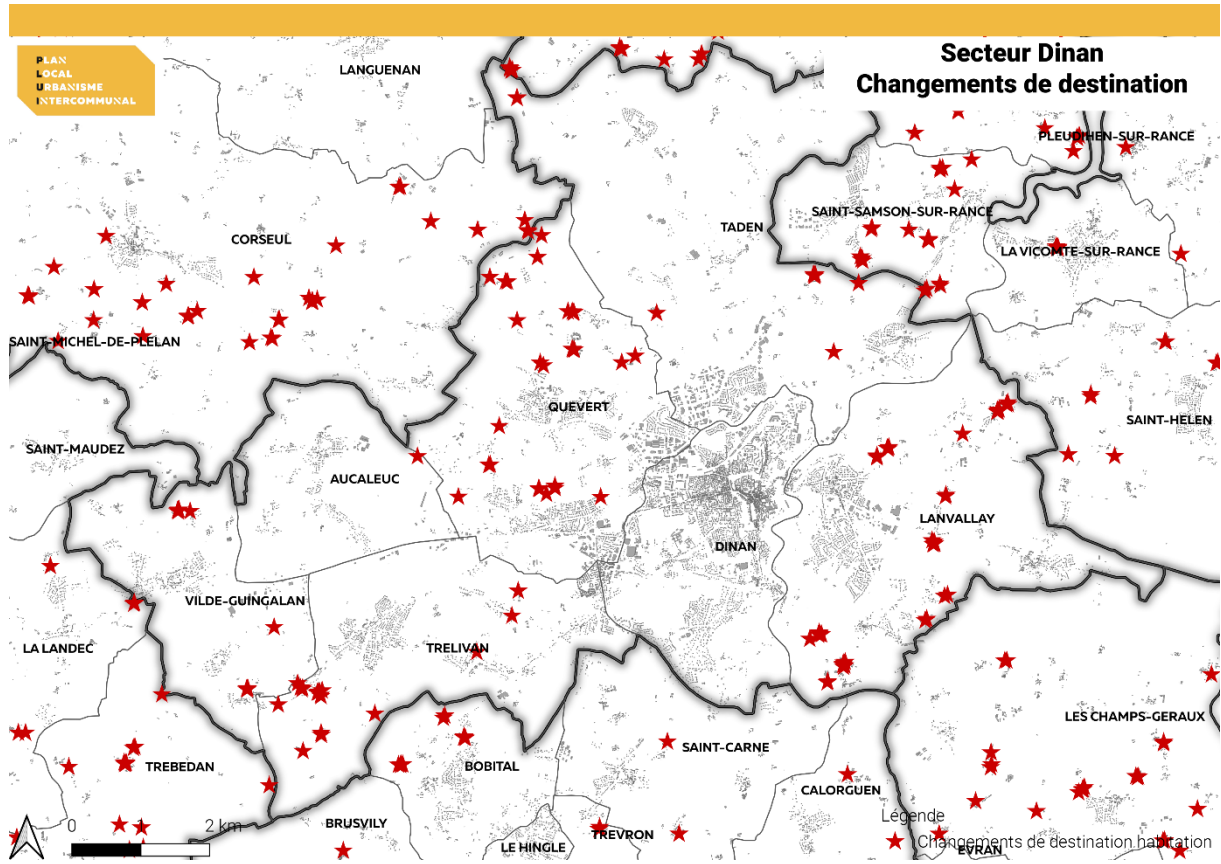 PLAN
LOCAL
URBANISME
INTERCOMMUNAL
Secteur Dinan
Changements de destination
LANGUENAN
PLEUDIHEN-SUR-RANCE
SAINT-SAMSON-SUR-RANCE
TADEN
CORSEUL
LA VICOMTE-SUR-RANCE
SAINT-MICHEL-DE-PLELAN
QUEVERT
SAINT-HELEN
SAINT-MAUDEZ
AUCALEUC
LANVALLAY
DINAN
VILDE-GUINGALAN
LA LANDEC
TRELIVAN
LES CHAMPS-GERAUX
SAINT-CARNE
TREBEDAN
BOBITAL
CALORGUEN
Légende
0 1 2 km
BRUSVILY
TREVRON
LE HINGLE
EVRAN
Changements de destination habitation